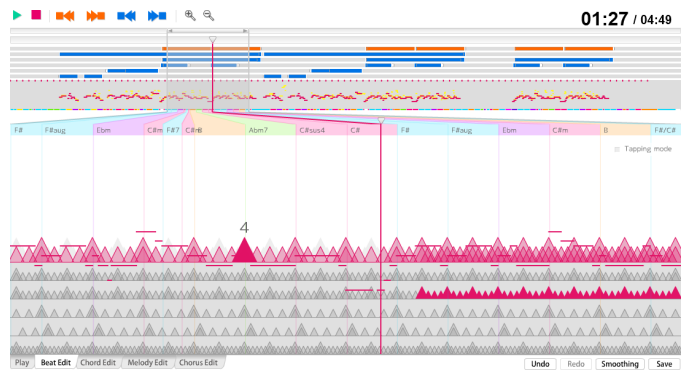 01:27 / 04:49
F# F#aug Ebm C#m F#7 C#m B Abm7 C#sus4 C# F# F#aug Ebm C#m B F#/C#
Tapping mode
4
Play Beat Edit Chord Edit Melody Edit Chorus Edit Undo Redo Smoothing Save